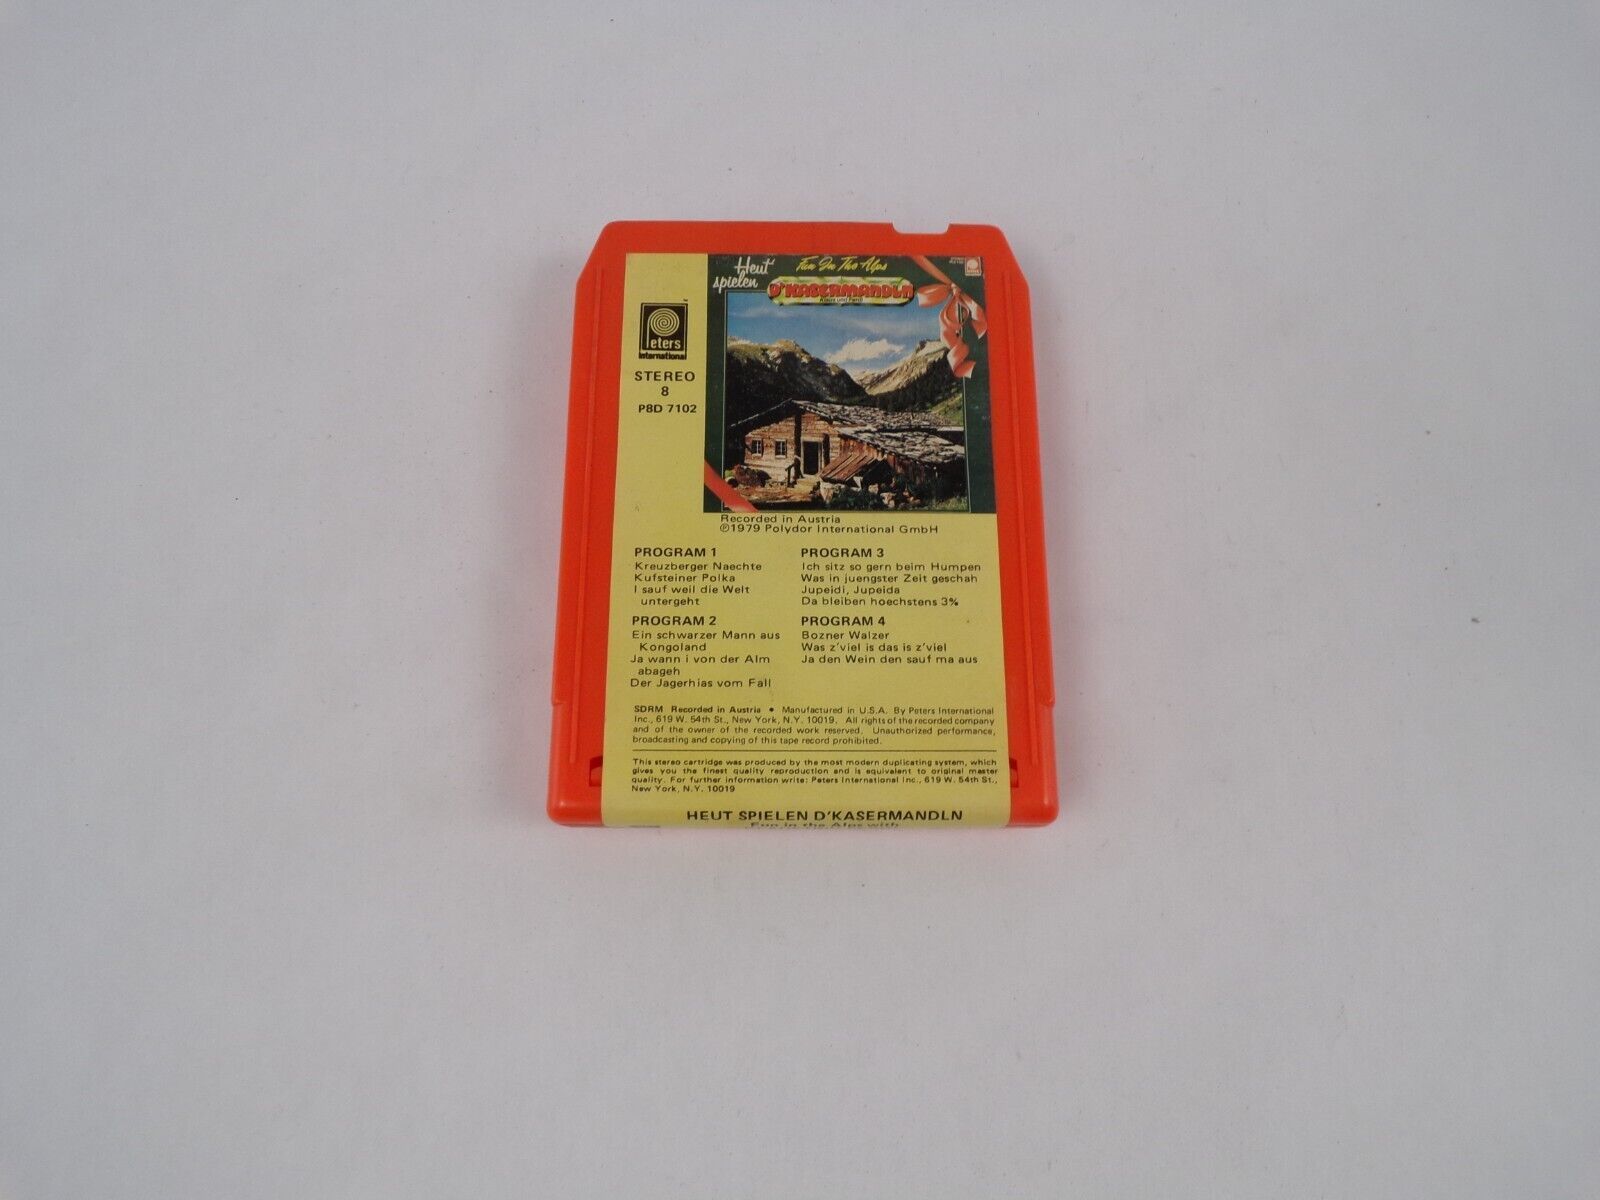 Heut'
spielen
Fun In The Alps
D'KASERMANDLN
Klaus und Ferdl
Peters
International
STEREO
8
P8D 7102
Recorded in Austria
℗1979 Polydor International GmbH
PROGRAM 1
Kreuzberger Naechte
Kufsteiner Polka
I sauf weil die Welt
untergeht
PROGRAM 2
Ein schwarzer Mann aus
Kongoland
Ja wann i von der Alm
abageh
Der Jagerhias vom Fall
PROGRAM 3
Ich sitz so gern beim Humpen
Was in juengster Zeit geschah
Jupeidi, Jupeida
Da bleiben hoechstens 3%
PROGRAM 4
Bozner Walzer
Was z'viel is das is z'viel
Ja den Wein den sauf ma aus
SDRM Recorded in Austria • Manufactured in U.S.A. By Peters International
Inc., 619 W. 54th St., New York, N.Y. 10019. All rights of the recorded company
and of the owner of the recorded work reserved. Unauthorized performance,
broadcasting and copying of this tape record prohibited.
This stereo cartridge was produced by the most modern duplicating system, which
gives you the finest quality reproduction and is equivalent to original master
quality. For further information write: Peters International Inc., 619 W. 54th St.,
New York, N.Y. 10019
HEUT SPIELEN D'KASERMANDLN
Fun in the Alps with